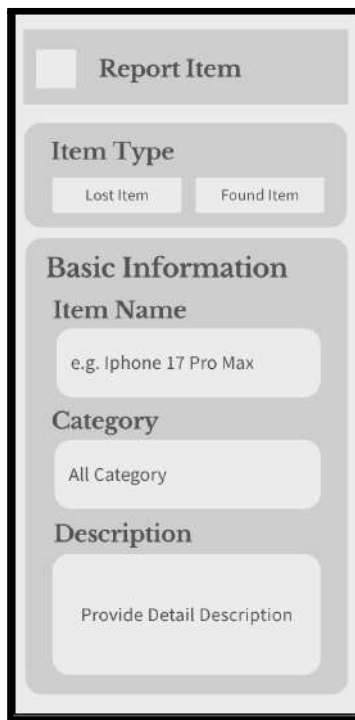 Report Item
Item Type
Lost Item Found Item
Basic Information
Item Name
e.g. Iphone 17 Pro Max
Category
All Category
Description
Provide Detail Description